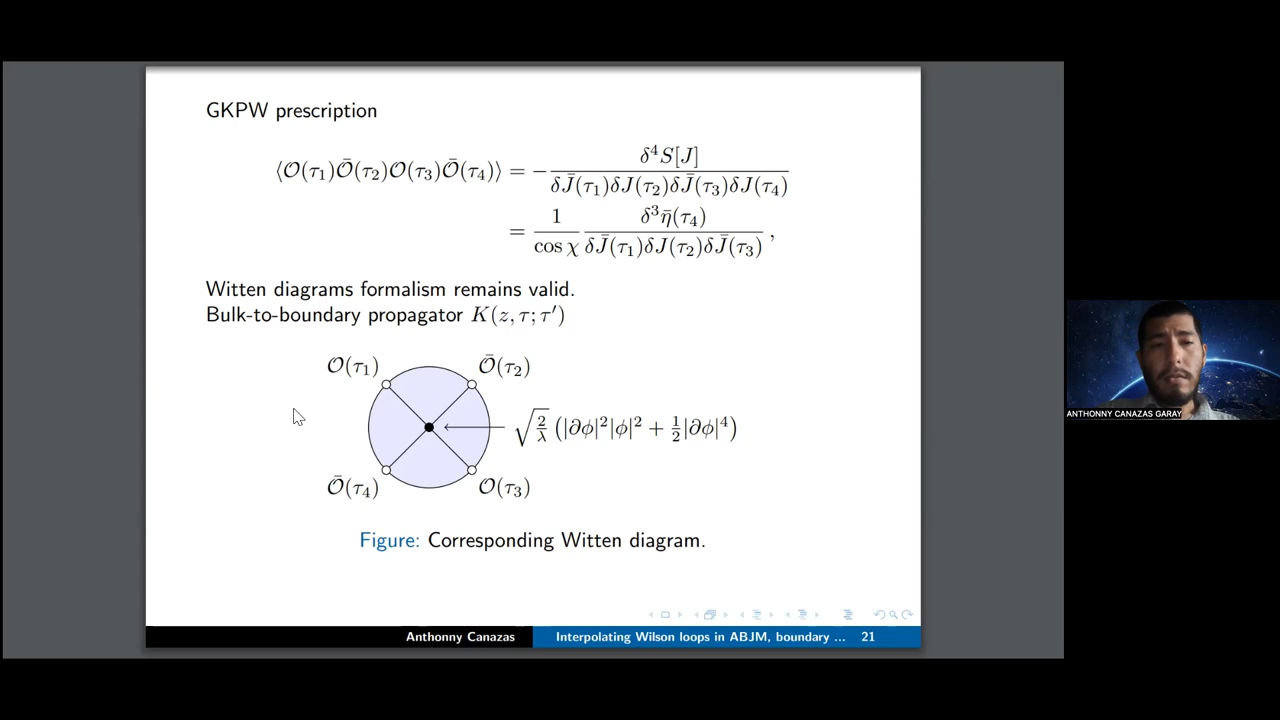 GKPW prescription
⟨𝒪(τ₁)𝒪̄(τ₂)𝒪(τ₃)𝒪̄(τ₄)⟩ = − δ⁴S[J] / δJ̄(τ₁)δJ(τ₂)δJ̄(τ₃)δJ(τ₄)
= 1/cos χ δ³η̄(τ₄) / δJ̄(τ₁)δJ(τ₂)δJ̄(τ₃) ,
Witten diagrams formalism remains valid.
Bulk-to-boundary propagator K(z, τ; τ′)
𝒪(τ₁) 𝒪̄(τ₂)
√(2/λ) (|∂φ|²|φ|² + ½|∂φ|⁴)
𝒪̄(τ₄) 𝒪(τ₃)
Figure: Corresponding Witten diagram.
Anthonny Canazas Interpolating Wilson loops in ABJM, boundary ... 21
ANTHONNY CANAZAS GARAY